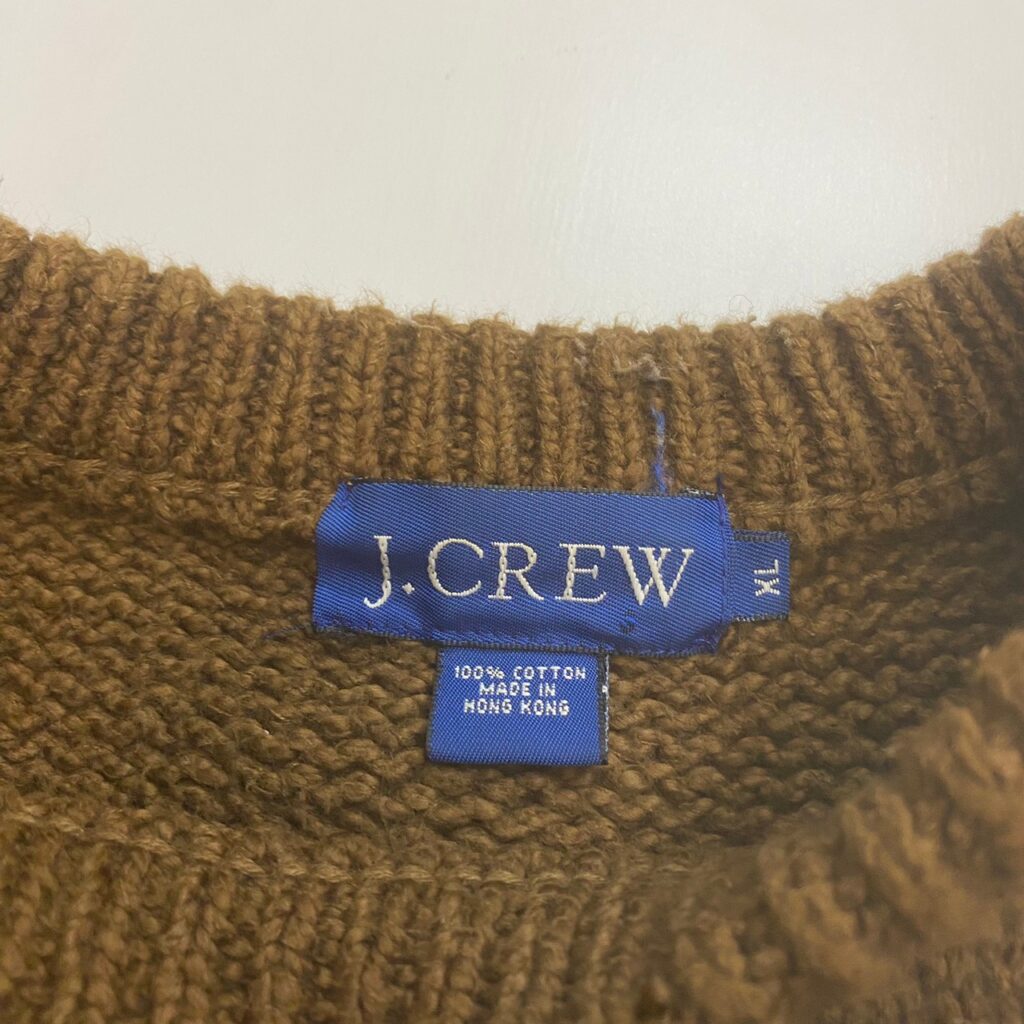 J.CREW
XL
100% COTTON
MADE IN
HONG KONG